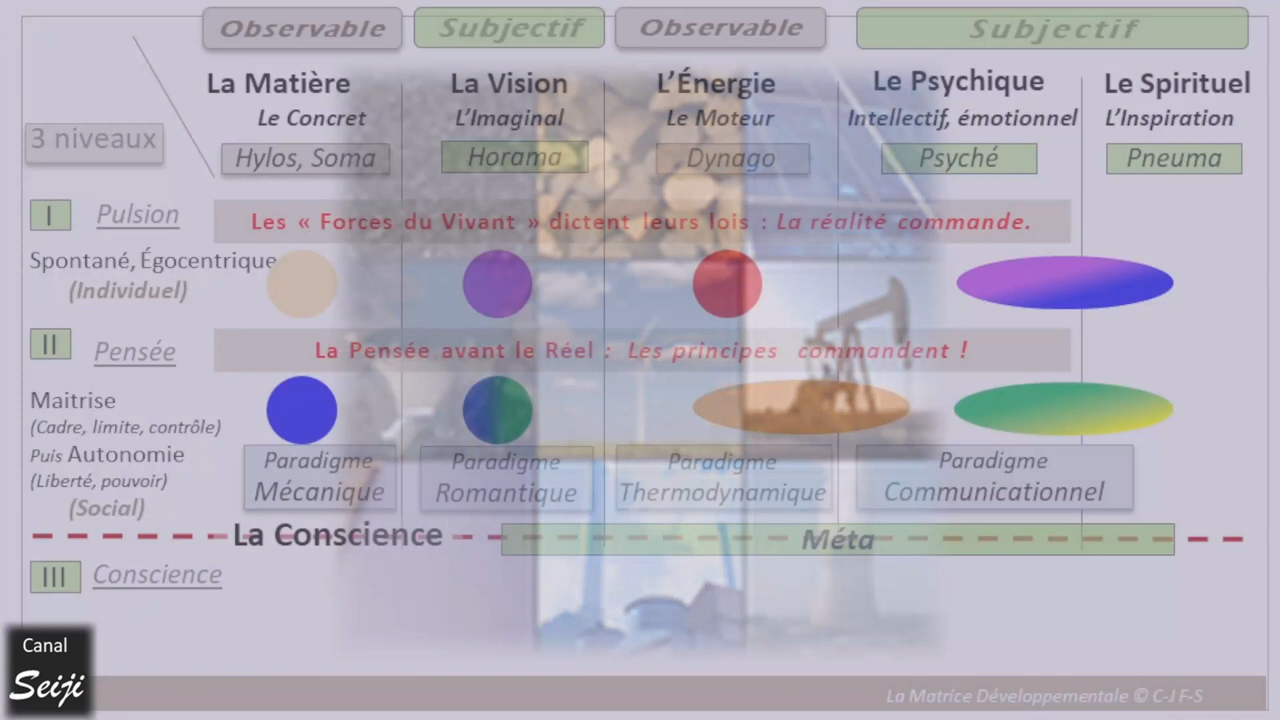 Observable Subjectif Observable Subjectif
La Matière La Vision L’Énergie Le Psychique Le Spirituel
Le Concret L’Imaginal Le Moteur Intellectif, émotionnel L’Inspiration
3 niveaux
Hylos, Soma Horama Dynago Psyché Pneuma
I Pulsion
Les « Forces du Vivant » dictent leurs lois : La réalité commande.
Spontané, Égocentrique
(Individuel)
II Pensée
La Pensée avant le Réel : Les principes commandent !
Maitrise
(Cadre, limite, contrôle)
Puis Autonomie
(Liberté, pouvoir)
(Social)
Paradigme Paradigme Paradigme Paradigme
Mécanique Romantique Thermodynamique Communicationnel
La Conscience Méta
III Conscience
Canal
Seiji
La Matrice Développementale © C-J F-S